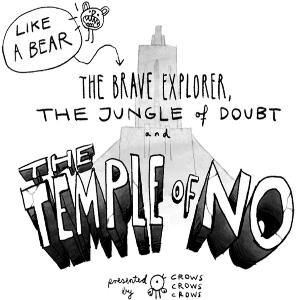 LIKE
A BEAR
THE BRAVE EXPLORER,
THE JUNGLE of DOUBT
and
THE
TEMPLE OF NO
presented
by
CROWS
CROWS
CROWS